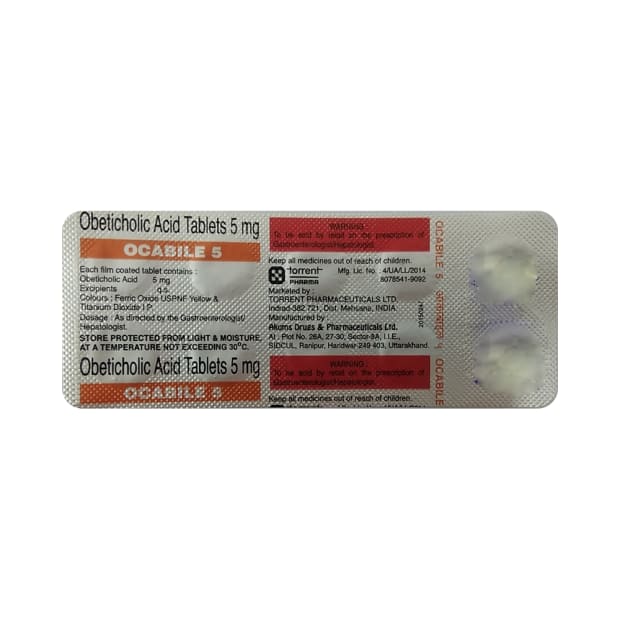 Obeticholic Acid Tablets 5 mg
OCABILE 5
Each film coated tablet contains :
Obeticholic Acid 5 mg
Excipients q.s.
Colours : Ferric Oxide USPNF Yellow &
Titanium Dioxide I.P.
Dosage : As directed by the Gastroenterologist/
Hepatologist.
STORE PROTECTED FROM LIGHT & MOISTURE,
AT A TEMPERATURE NOT EXCEEDING 30°C.
Obeticholic Acid Tablets 5 mg
OCABILE 5
WARNING :
To be sold by retail on the prescription of
Gastroenterologist/Hepatologist.
Keep all medicines out of reach of children.
torrent
PHARMA
Mfg. Lic. No. : 4/UA/LL/2014
8078541-9092
Marketed by :
TORRENT PHARMACEUTICALS LTD.
Indrad-382 721, Dist. Mehsana, INDIA.
Manufactured by :
Akums Drugs & Pharmaceuticals Ltd.
At : Plot No. 26A, 27-30, Sector-8A, I.I.E.,
SIDCUL, Ranipur, Haridwar-249 403, Uttarakhand.
WARNING :
To be sold by retail on the prescription of
Gastroenterologist/Hepatologist.
Keep all medicines out of reach of children.
OCABILE 5
OCABILE